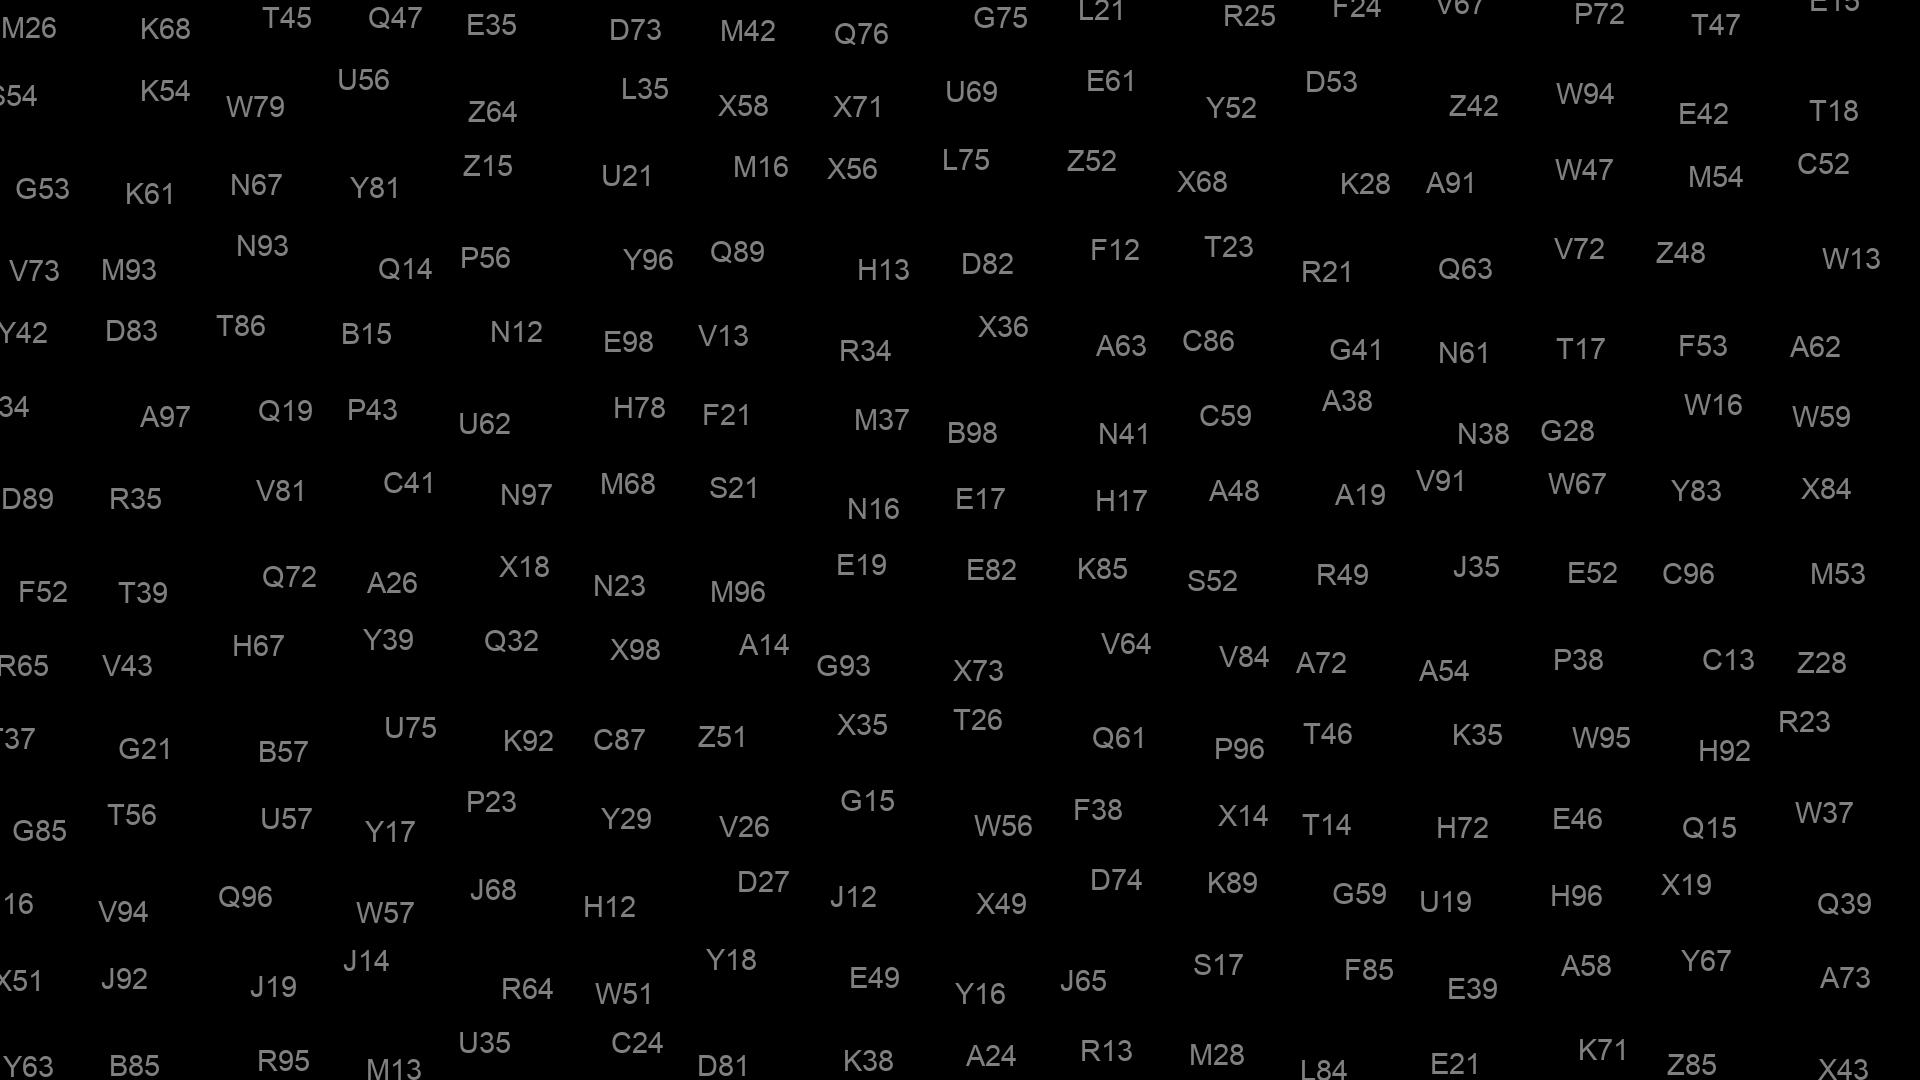 M26 K68 T45 Q47 E35 D73 M42 Q76 G75 L21 R25 F24 V67 P72 T47 E15
S54 K54 W79 U56 Z64 L35 X58 X71 U69 E61 Y52 D53 Z42 W94 E42 T18
G53 K61 N67 Y81 Z15 U21 M16 X56 L75 Z52 X68 K28 A91 W47 M54 C52
V73 M93 N93 Q14 P56 Y96 Q89 H13 D82 F12 T23 R21 Q63 V72 Z48 W13
Y42 D83 T86 B15 N12 E98 V13 R34 X36 A63 C86 G41 N61 T17 F53 A62
34 A97 Q19 P43 U62 H78 F21 M37 B98 N41 C59 A38 N38 G28 W16 W59
D89 R35 V81 C41 N97 M68 S21 N16 E17 H17 A48 A19 V91 W67 Y83 X84
F52 T39 Q72 A26 X18 N23 M96 E19 E82 K85 S52 R49 J35 E52 C96 M53
R65 V43 H67 Y39 Q32 X98 A14 G93 X73 V64 V84 A72 A54 P38 C13 Z28
37 G21 B57 U75 K92 C87 Z51 X35 T26 Q61 P96 T46 K35 W95 H92 R23
G85 T56 U57 Y17 P23 Y29 V26 G15 W56 F38 X14 T14 H72 E46 Q15 W37
16 V94 Q96 W57 J68 H12 D27 J12 X49 D74 K89 G59 U19 H96 X19 Q39
X51 J92 J19 J14 R64 W51 Y18 E49 Y16 J65 S17 F85 E39 A58 Y67 A73
Y63 B85 R95 M13 U35 C24 D81 K38 A24 R13 M28 L84 E21 K71 Z85 X43